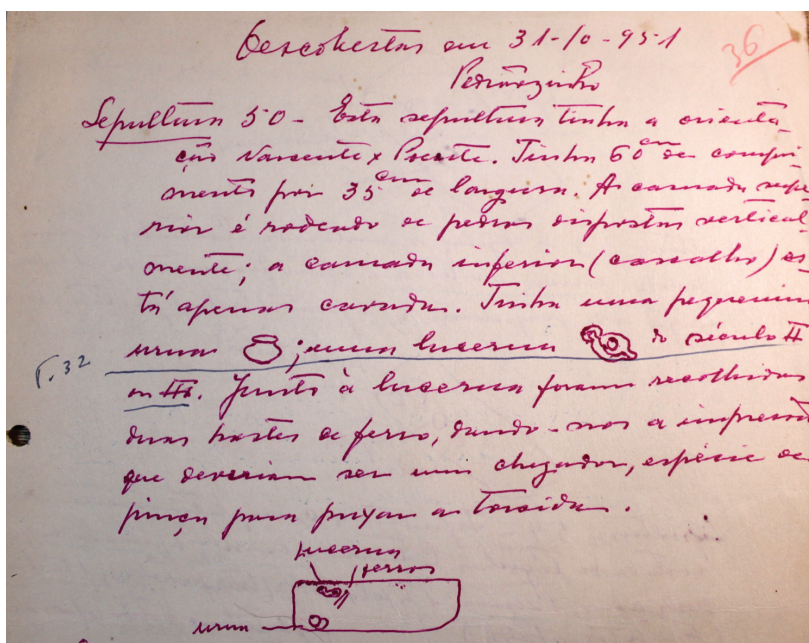 Descobertas em 31-10-951
36
Pedrãozinho
Sepultura 50 - Esta sepultura tinha a orienta
ção Nascente x Poente. Tinha 60 cm de compri
mento por 35 cm de largura. A camada supe
rior é rodeado de pedras dispostas vertical
mente; a camada inferior (cascalho) es
tá apenas cavada. Tinha uma pequenina
urna ; uma lucerna do século II
ou III. Junto à lucerna foram recolhidas
duas hastes de ferro, dando-nos a impressão
que deveriam ser um chegador, espécie de
pinça para puxar a torcida.
lucerna
ferros
urna